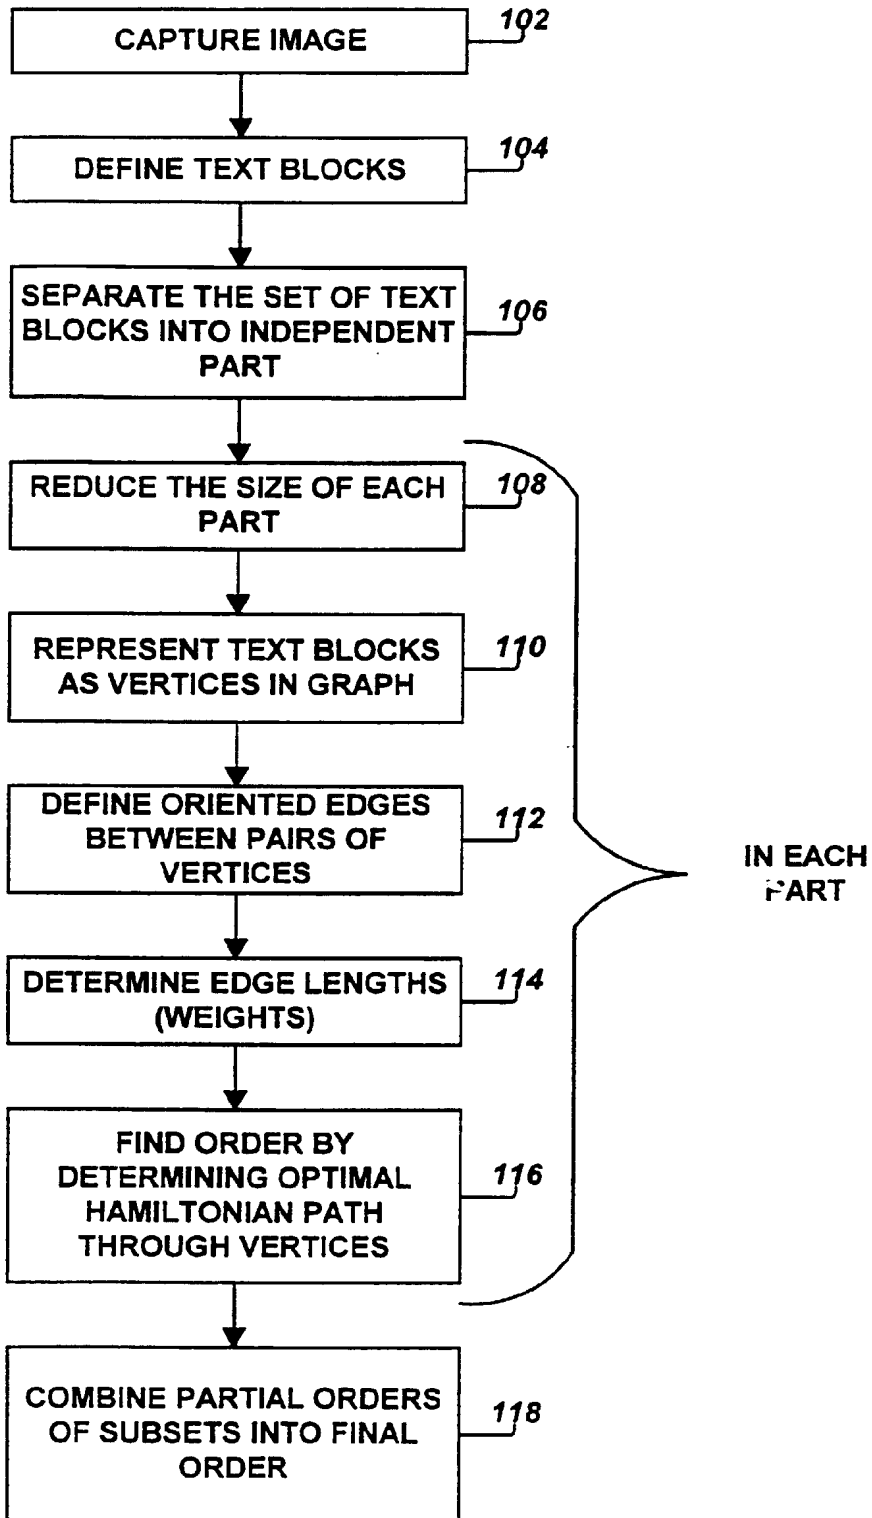 CAPTURE IMAGE
102
DEFINE TEXT BLOCKS
104
SEPARATE THE SET OF TEXT
BLOCKS INTO INDEPENDENT
PART
106
REDUCE THE SIZE OF EACH
PART
108
REPRESENT TEXT BLOCKS
AS VERTICES IN GRAPH
110
DEFINE ORIENTED EDGES
BETWEEN PAIRS OF
VERTICES
112
DETERMINE EDGE LENGTHS
(WEIGHTS)
114
FIND ORDER BY
DETERMINING OPTIMAL
HAMILTONIAN PATH
THROUGH VERTICES
116
IN EACH
PART
COMBINE PARTIAL ORDERS
OF SUBSETS INTO FINAL
ORDER
118